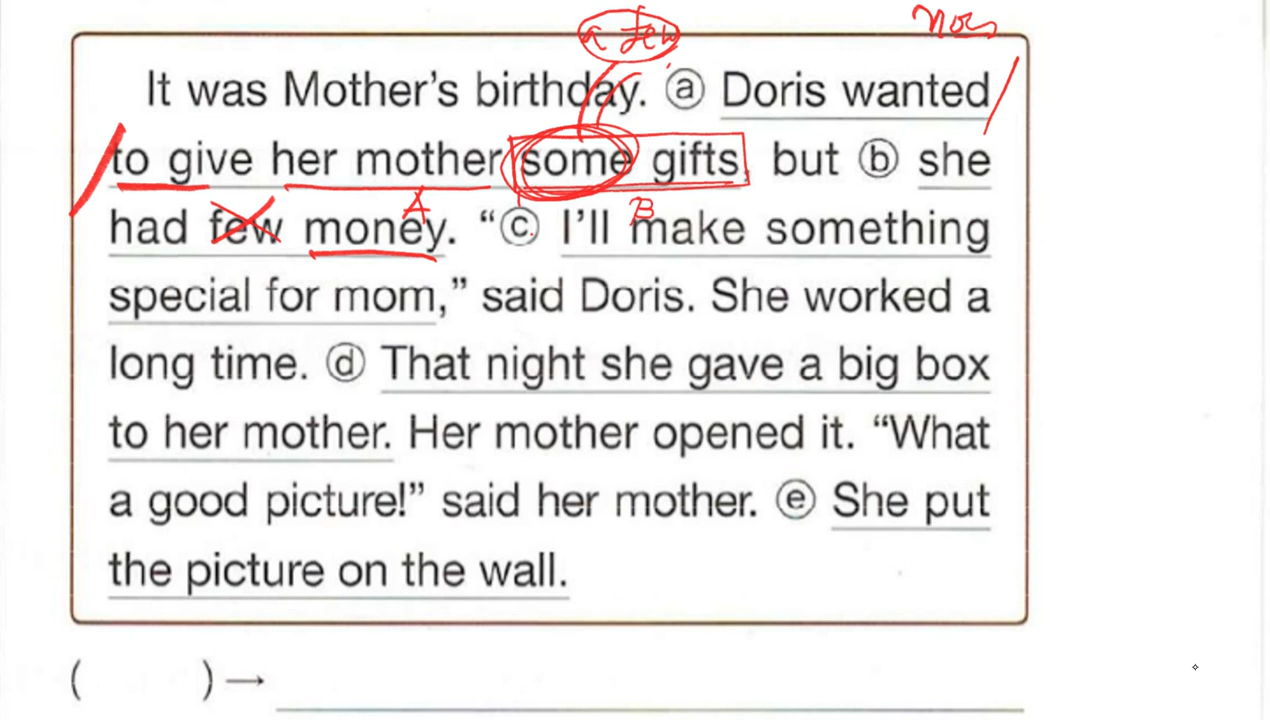 a few
It was Mother's birthday. ⓐ Doris wanted
to give her mother some gifts, but ⓑ she
A
B
had few money. "ⓒ I'll make something
special for mom," said Doris. She worked a
long time. ⓓ That night she gave a big box
to her mother. Her mother opened it. "What
a good picture!" said her mother. ⓔ She put
the picture on the wall.
( ) →